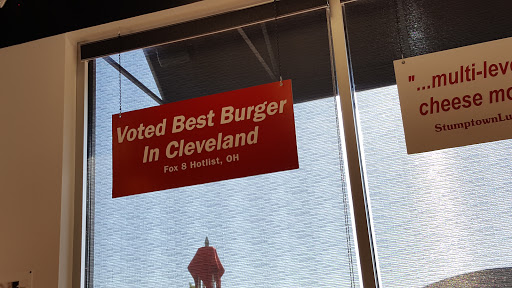 Voted Best Burger
In Cleveland
Fox 8 Hotlist, OH
"...multi-leve
cheese mo
StumptownLu